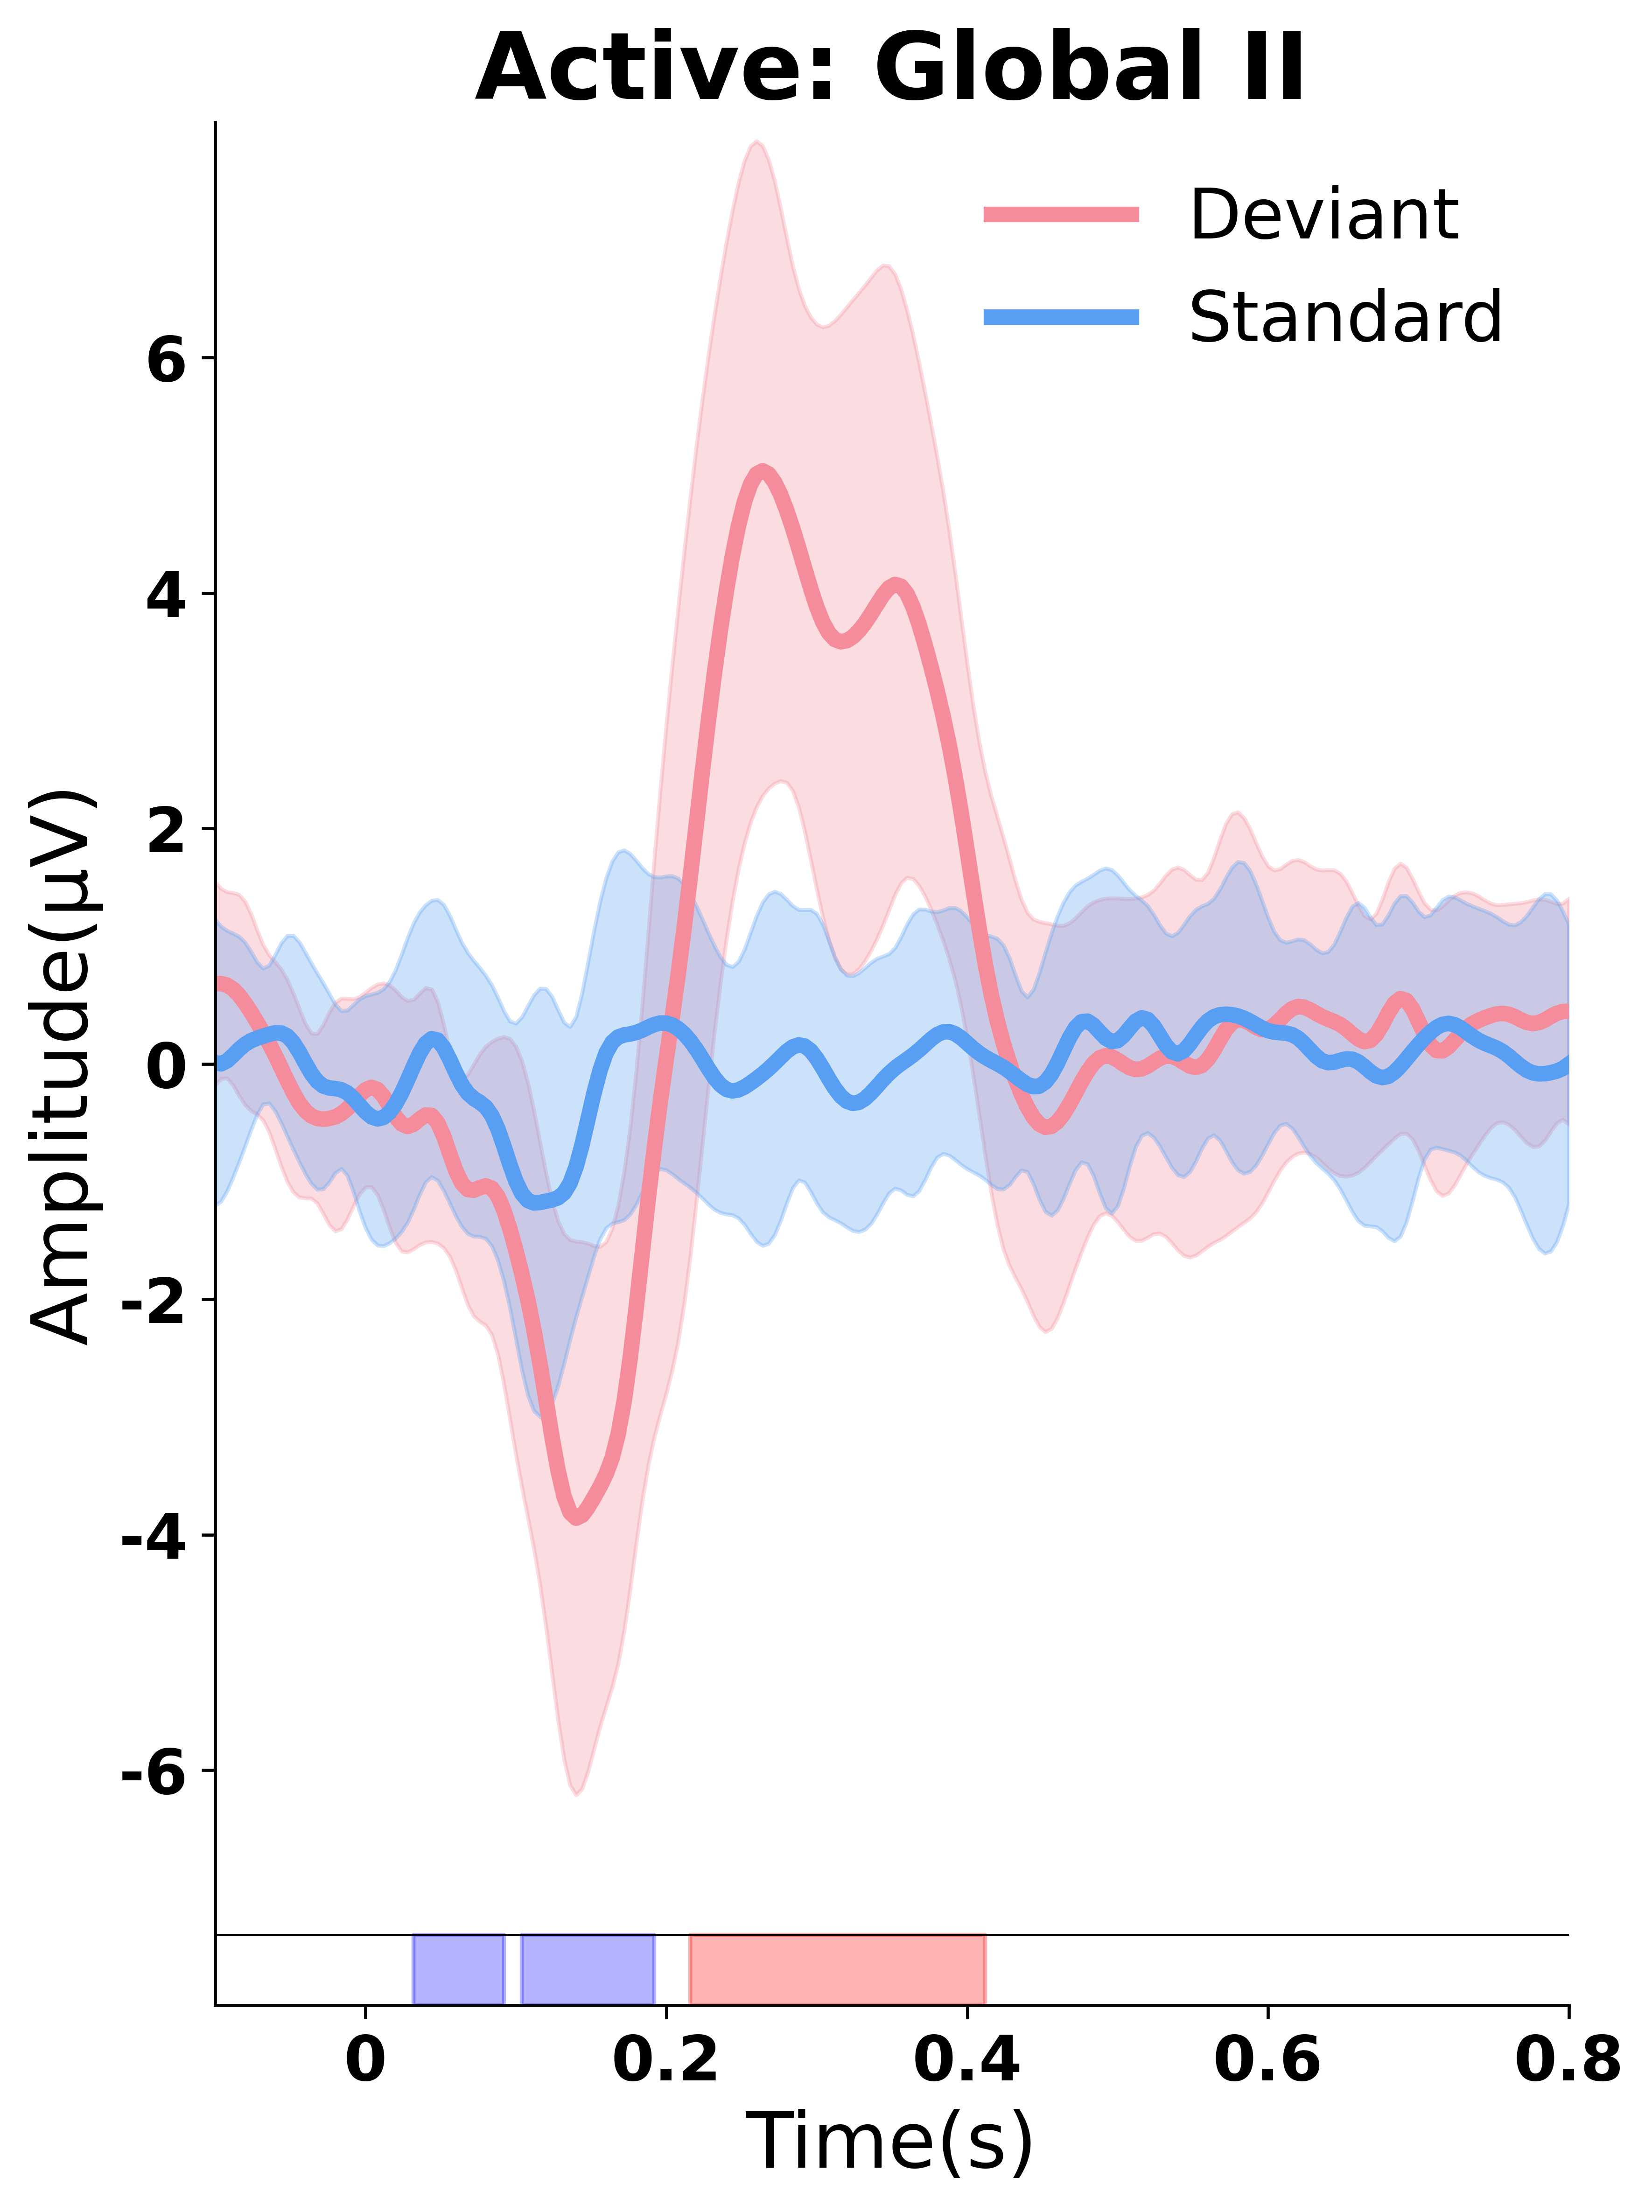 Active: Global II
Deviant
Standard
Amplitude(μV)
6
4
2
0
-2
-4
-6
0 0.2 0.4 0.6 0.8
Time(s)